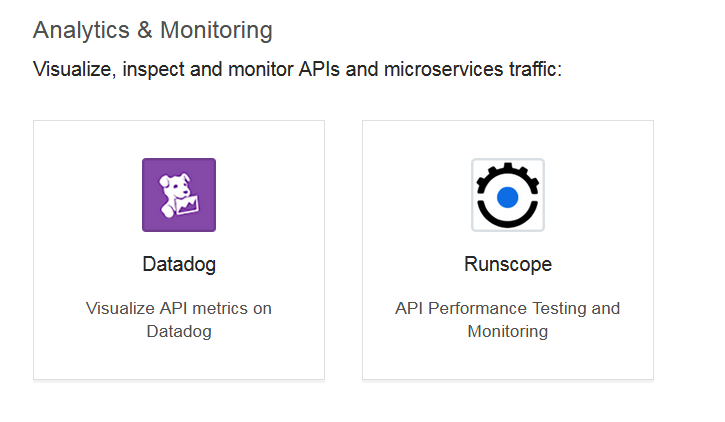 Analytics & Monitoring
Visualize, inspect and monitor APIs and microservices traffic:
Datadog
Visualize API metrics on
Datadog
Runscope
API Performance Testing and
Monitoring